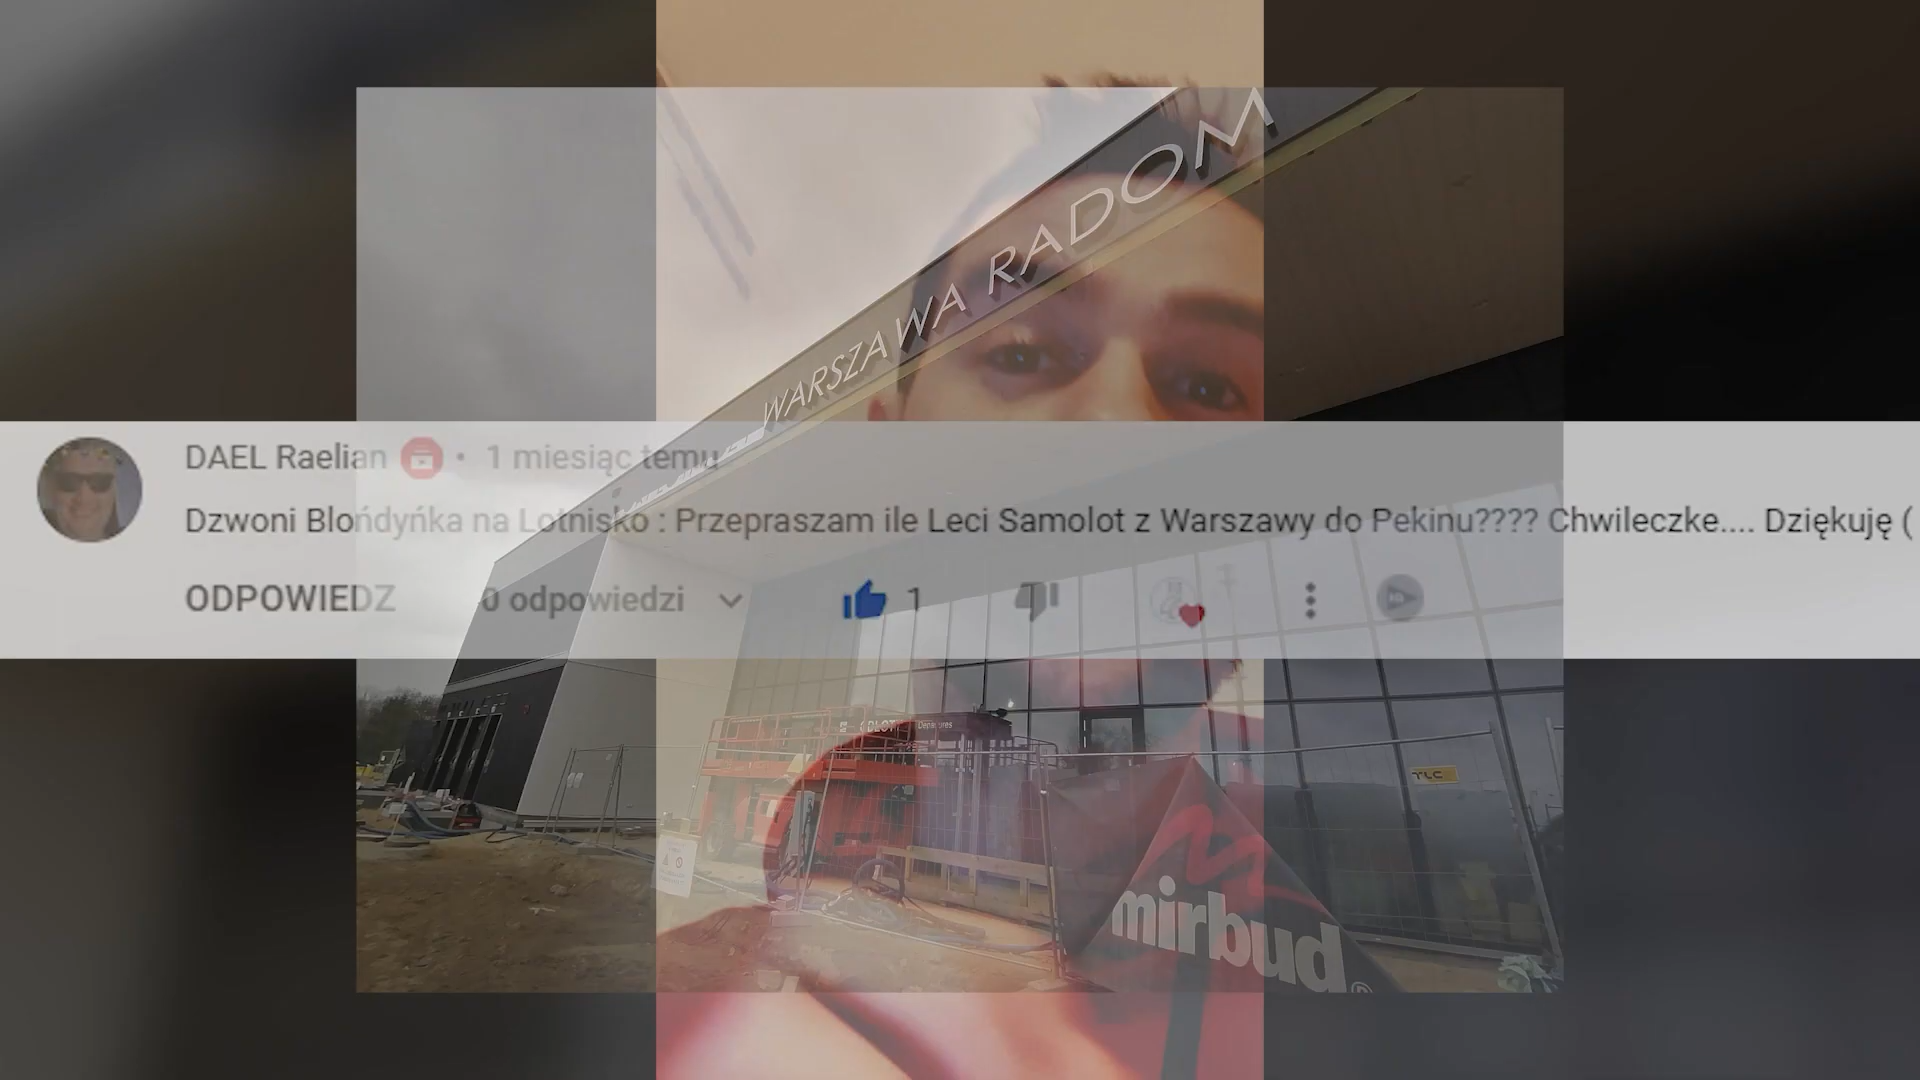 WARSZAWA RADOM
DAEL Raelian • 1 miesiąc temu
Dzwoni Blońdyńka na Lotnisko : Przepraszam ile Leci Samolot z Warszawy do Pekinu???? Chwileczke.... Dziękuję (
ODPOWIEDZ 0 odpowiedzi 1
TLC
mirbud